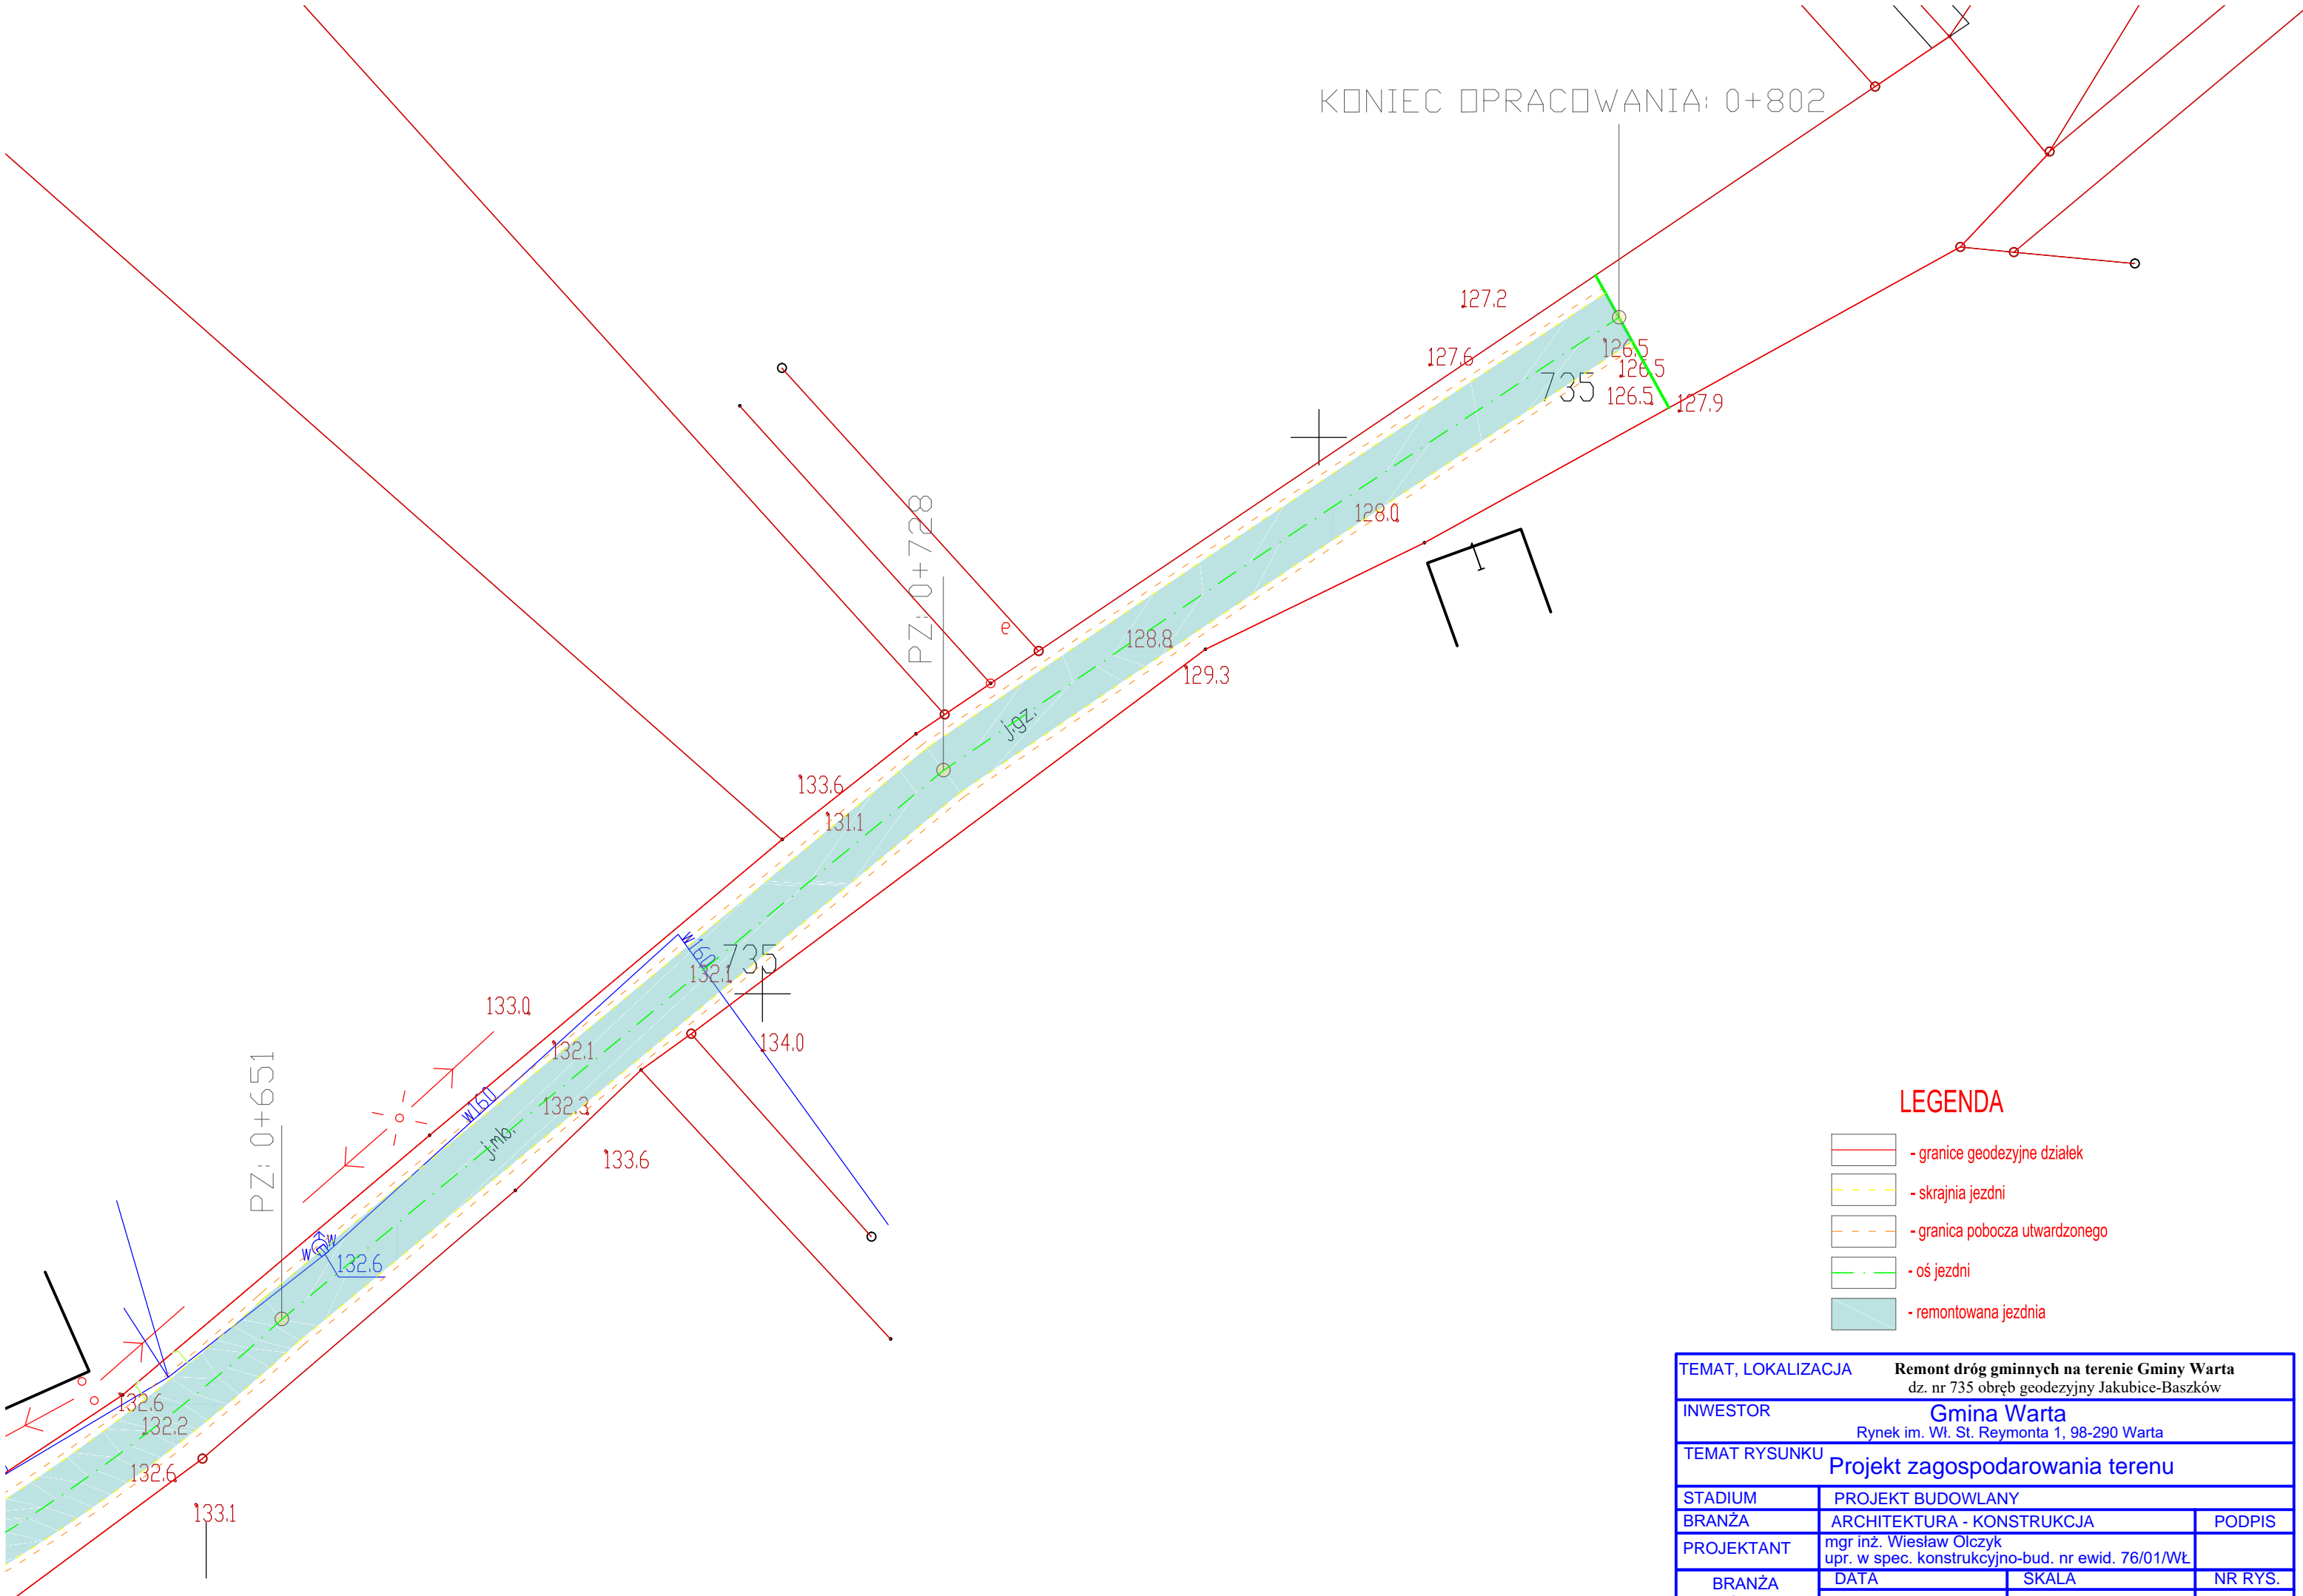 KONIEC OPRACOWANIA: 0+802
127.2
127.6
126.5
126.5
735
126.5
127.9
128.0
PZ: 0+728
e
128.8
129.3
j.gz.
133.6
131.1
w160
735
132.1
133.0
134.0
132.1
PZ: 0+651
w160
132.3
j.mb.
133.6
w
w
132.6
132.6
132.2
132.6
133.1
LEGENDA
- granice geodezyjne działek
- skrajnia jezdni
- granica pobocza utwardzonego
- oś jezdni
- remontowana jezdnia
TEMAT, LOKALIZACJA Remont dróg gminnych na terenie Gminy Warta
dz. nr 735 obręb geodezyjny Jakubice-Baszków
INWESTOR Gmina Warta
Rynek im. Wł. St. Reymonta 1, 98-290 Warta
TEMAT RYSUNKU Projekt zagospodarowania terenu
STADIUM PROJEKT BUDOWLANY
BRANŻA ARCHITEKTURA - KONSTRUKCJA PODPIS
PROJEKTANT mgr inż. Wiesław Olczyk
upr. w spec. konstrukcyjno-bud. nr ewid. 76/01/WŁ
BRANŻA DATA SKALA NR RYS.